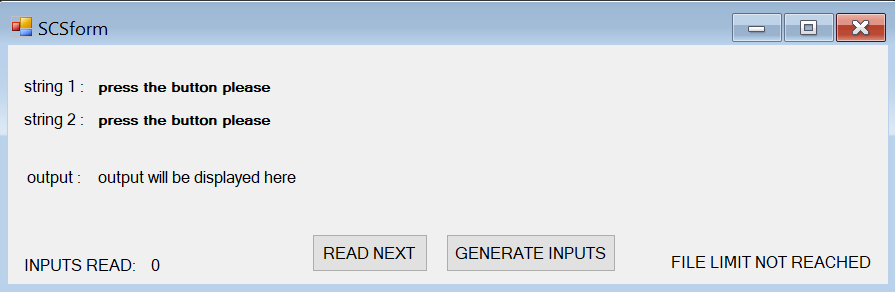 SCSform
string 1 : press the button please
string 2 : press the button please
output : output will be displayed here
READ NEXT GENERATE INPUTS
INPUTS READ: 0 FILE LIMIT NOT REACHED